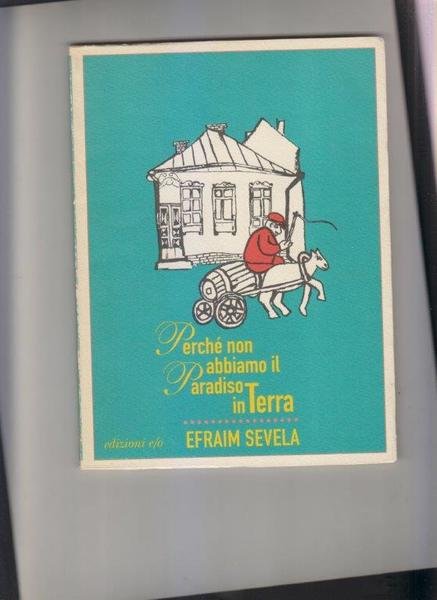 Perché non
abbiamo il
Paradiso
in Terra
edizioni e/o
EFRAIM SEVELA